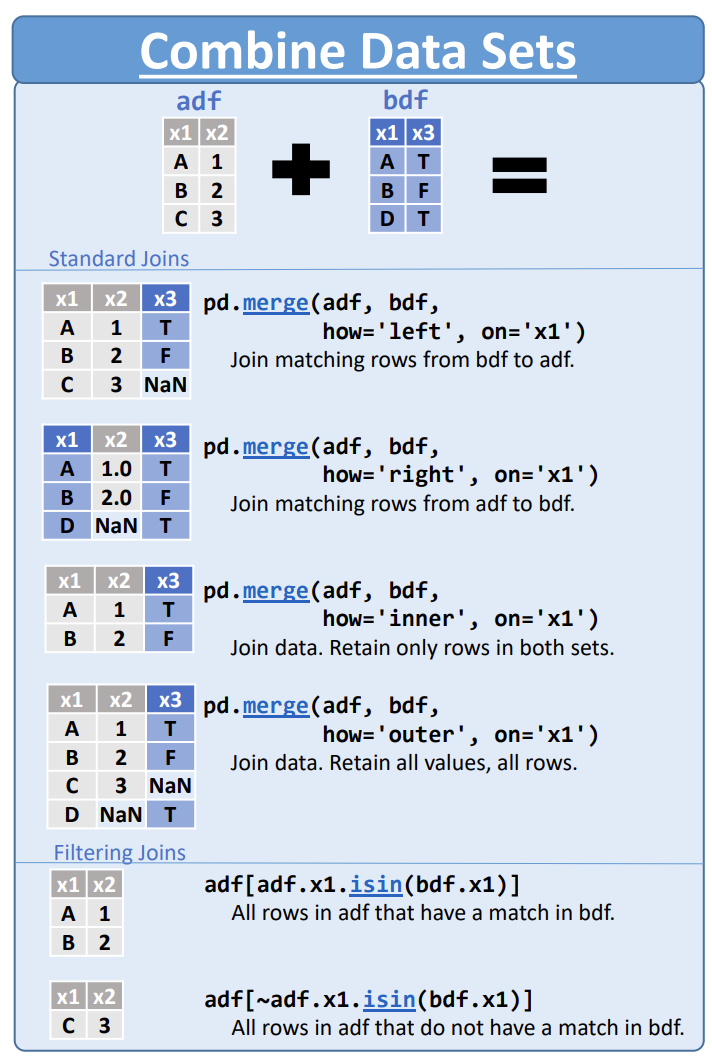 Combine Data Sets
adf
x1 x2
A 1
B 2
C 3
bdf
x1 x3
A T
B F
D T
Standard Joins
x1 x2 x3
A 1 T
B 2 F
C 3 NaN
pd.merge(adf, bdf,
how='left', on='x1')
Join matching rows from bdf to adf.
x1 x2 x3
A 1.0 T
B 2.0 F
D NaN T
pd.merge(adf, bdf,
how='right', on='x1')
Join matching rows from adf to bdf.
x1 x2 x3
A 1 T
B 2 F
pd.merge(adf, bdf,
how='inner', on='x1')
Join data. Retain only rows in both sets.
x1 x2 x3
A 1 T
B 2 F
C 3 NaN
D NaN T
pd.merge(adf, bdf,
how='outer', on='x1')
Join data. Retain all values, all rows.
Filtering Joins
x1 x2
A 1
B 2
adf[adf.x1.isin(bdf.x1)]
All rows in adf that have a match in bdf.
x1 x2
C 3
adf[~adf.x1.isin(bdf.x1)]
All rows in adf that do not have a match in bdf.